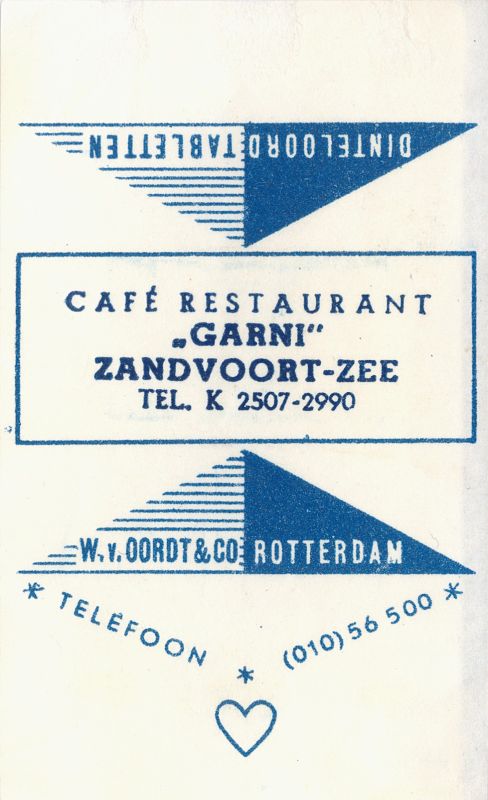 DINTELOORD TABLETTEN
CAFÉ RESTAURANT
„GARNI"
ZANDVOORT-ZEE
TEL. K 2507-2990
W. v. OORDT & CO ROTTERDAM
* TELEFOON * (010) 56 500 *